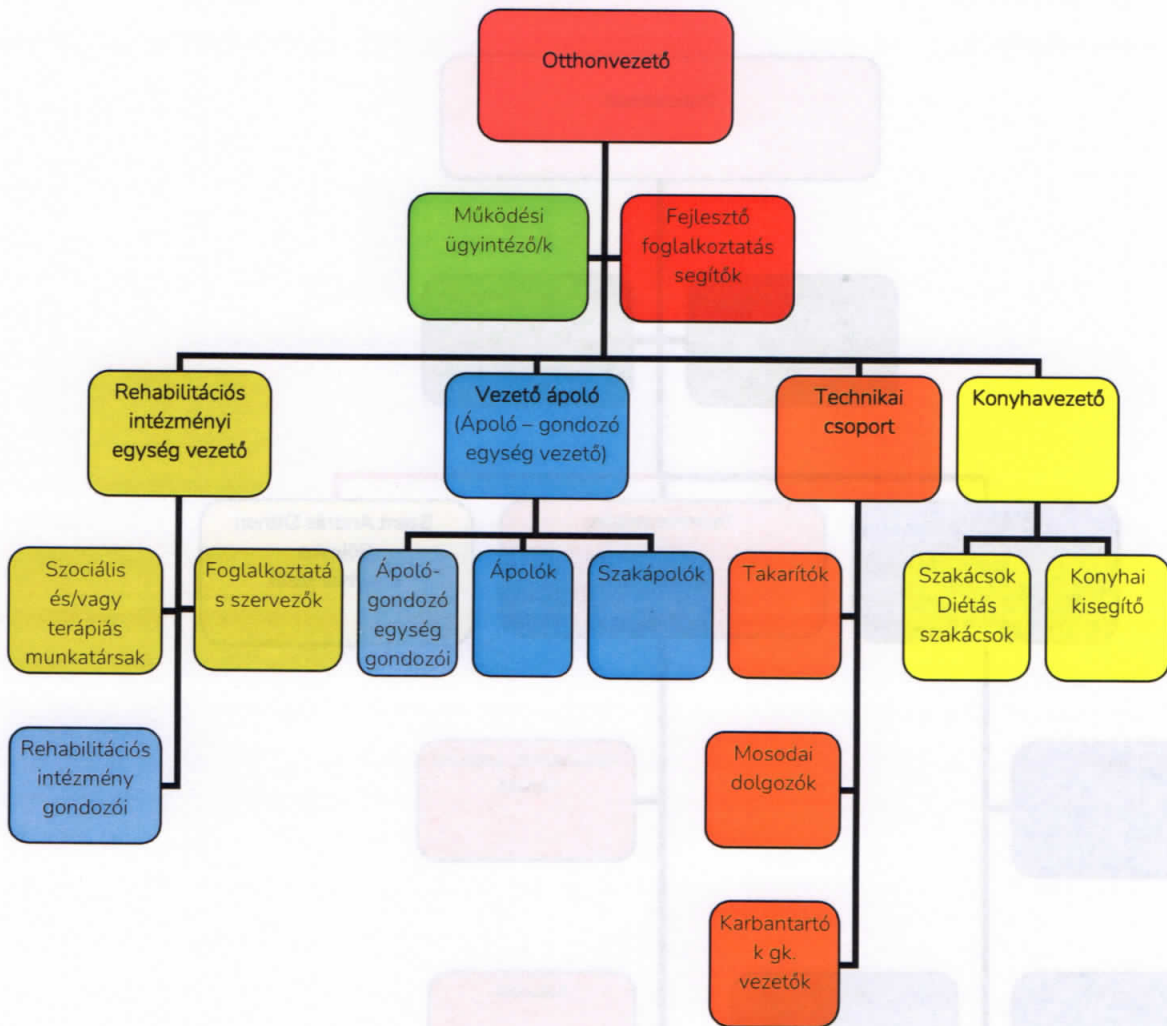 Otthonvezető
Működési
ügyintéző/k
Fejlesztő
foglalkoztatás
segítők
Rehabilitációs
intézményi
egység vezető
Vezető ápoló
(Ápoló – gondozó
egység vezető)
Technikai
csoport
Konyhavezető
Szociális
és/vagy
terápiás
munkatársak
Foglalkoztatá
s szervezők
Ápoló-
gondozó
egység
gondozói
Ápolók
Szakápolók
Takarítók
Szakácsok
Diétás
szakácsok
Konyhai
kisegítő
Rehabilitációs
intézmény
gondozói
Mosodai
dolgozók
Karbantartó
k gk.
vezetők